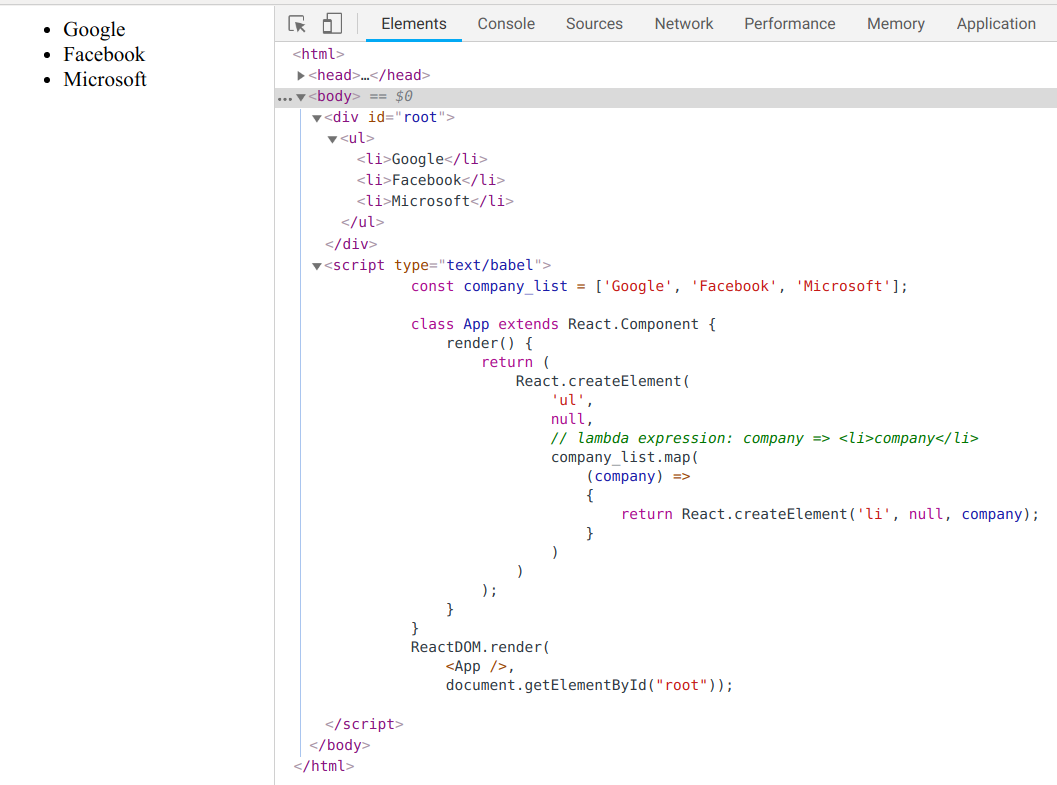 Google
Facebook
Microsoft
Elements Console Sources Network Performance Memory Application
<html>
<head>…</head>
<body> == $0
<div id="root">
<ul>
<li>Google</li>
<li>Facebook</li>
<li>Microsoft</li>
</ul>
</div>
<script type="text/babel">
const company_list = ['Google', 'Facebook', 'Microsoft'];
class App extends React.Component {
render() {
return (
React.createElement(
'ul',
null,
// lambda expression: company => <li>company</li>
company_list.map(
(company) =>
{
return React.createElement('li', null, company);
}
)
)
);
}
}
ReactDOM.render(
<App />,
document.getElementById("root"));
</script>
</body>
</html>